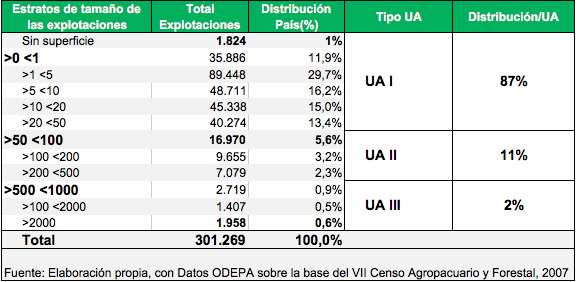 Estratos de tamaño de las explotaciones Total Explotaciones Distribución País(%) Tipo UA Distribución/UA
Sin superficie 1.824 1%
>0 <1 35.886 11,9%
>1 <5 89.448 29,7%
>5 <10 48.711 16,2% UA I 87%
>10 <20 45.338 15,0%
>20 <50 40.274 13,4%
>50 <100 16.970 5,6%
>100 <200 9.655 3,2% UA II 11%
>200 <500 7.079 2,3%
>500 <1000 2.719 0,9%
>100 <2000 1.407 0,5% UA III 2%
>2000 1.958 0,6%
Total 301.269 100,0%
Fuente: Elaboración propia, con Datos ODEPA sobre la base del VII Censo Agropacuario y Forestal, 2007